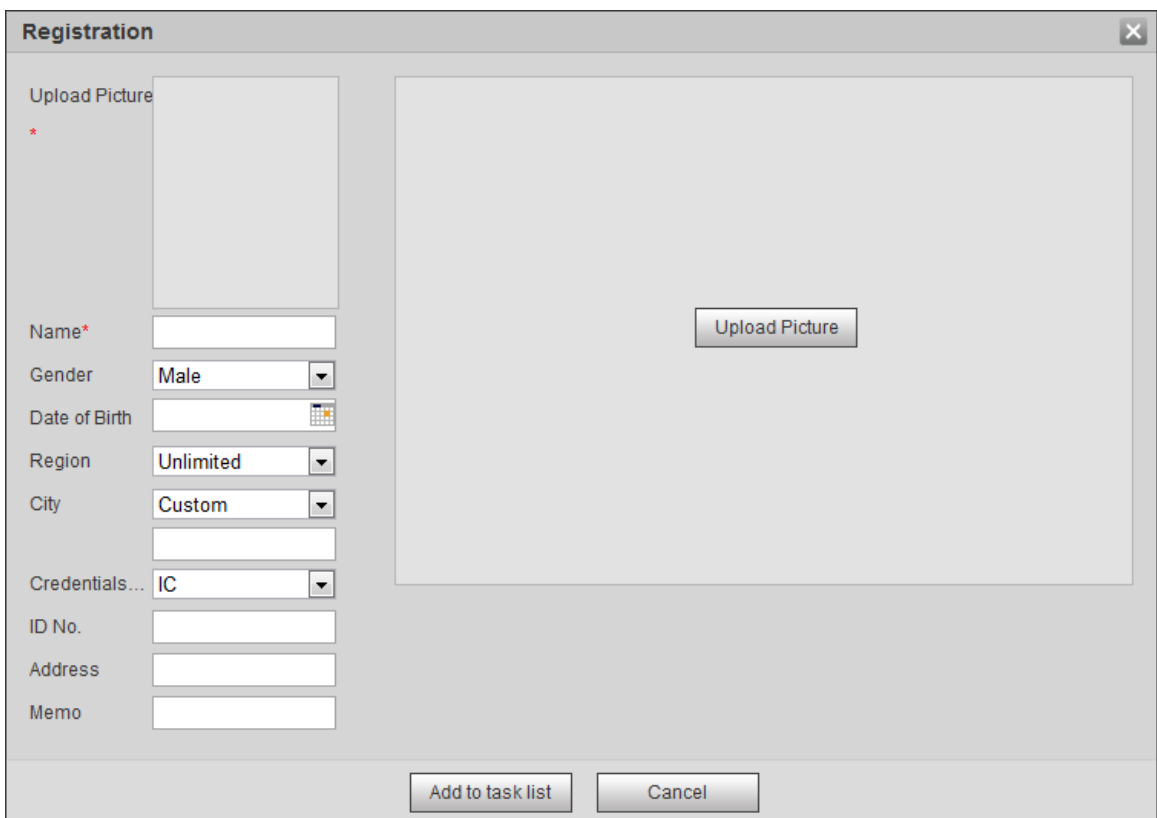 Registration
Upload Picture
*
Upload Picture
Name*
Gender Male
Date of Birth
Region Unlimited
City Custom
Credentials... IC
ID No.
Address
Memo
Add to task list Cancel